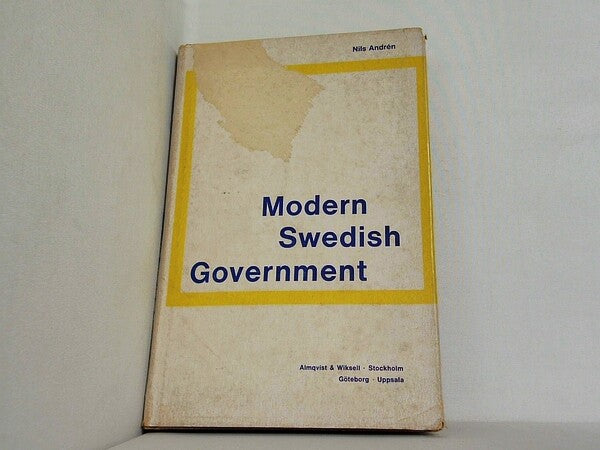 Nils Andrén
Modern
Swedish
Government
Almqvist & Wiksell · Stockholm
Göteborg · Uppsala